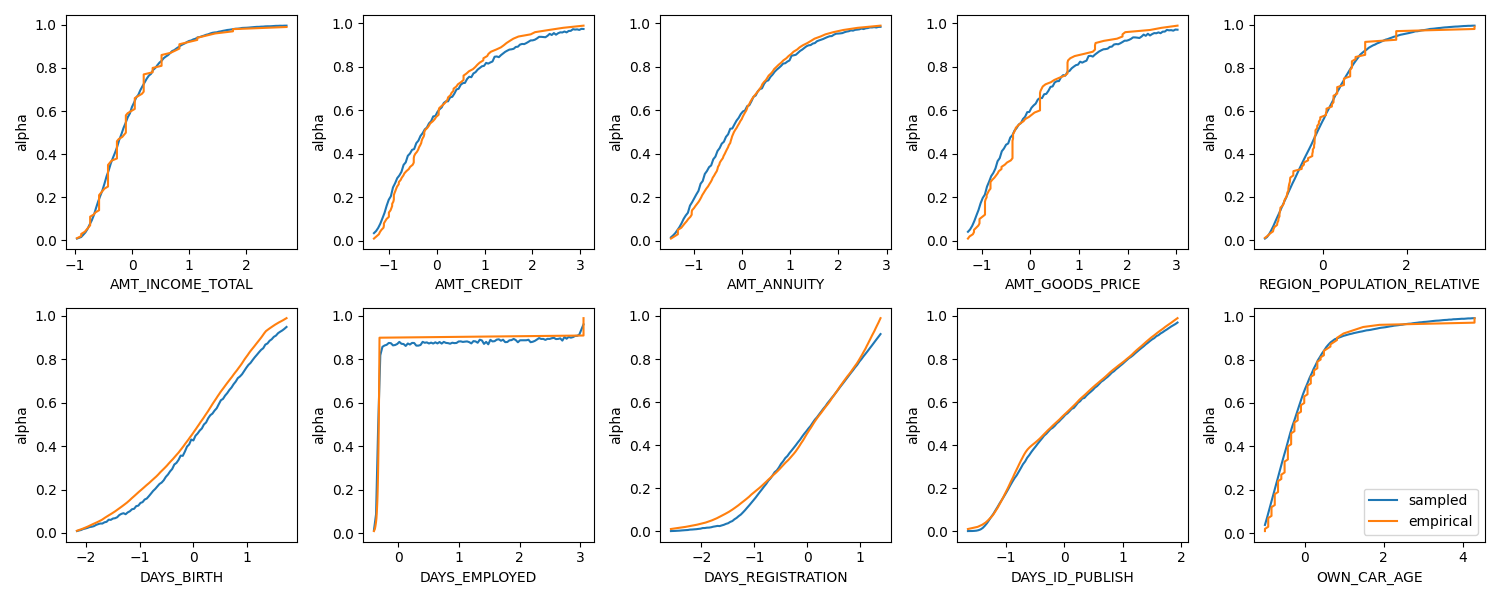 1.0
0.8
0.6
0.4
0.2
0.0
alpha
−1 0 1 2 3
AMT_INCOME_TOTAL
1.0
0.8
0.6
0.4
0.2
0.0
alpha
−1 0 1 2 3
AMT_CREDIT
1.0
0.8
0.6
0.4
0.2
0.0
alpha
−1 0 1 2 3
AMT_ANNUITY
1.0
0.8
0.6
0.4
0.2
0.0
alpha
−1 0 1 2 3
AMT_GOODS_PRICE
1.0
0.8
0.6
0.4
0.2
0.0
alpha
0 2
REGION_POPULATION_RELATIVE
1.0
0.8
0.6
0.4
0.2
0.0
alpha
−2 −1 0 1
DAYS_BIRTH
1.0
0.8
0.6
0.4
0.2
0.0
alpha
0 1 2 3
DAYS_EMPLOYED
1.0
0.8
0.6
0.4
0.2
0.0
alpha
−2 −1 0 1
DAYS_REGISTRATION
1.0
0.8
0.6
0.4
0.2
0.0
alpha
−1 0 1 2
DAYS_ID_PUBLISH
1.0
0.8
0.6
0.4
0.2
0.0
alpha
sampled
empirical
0 2 4
OWN_CAR_AGE